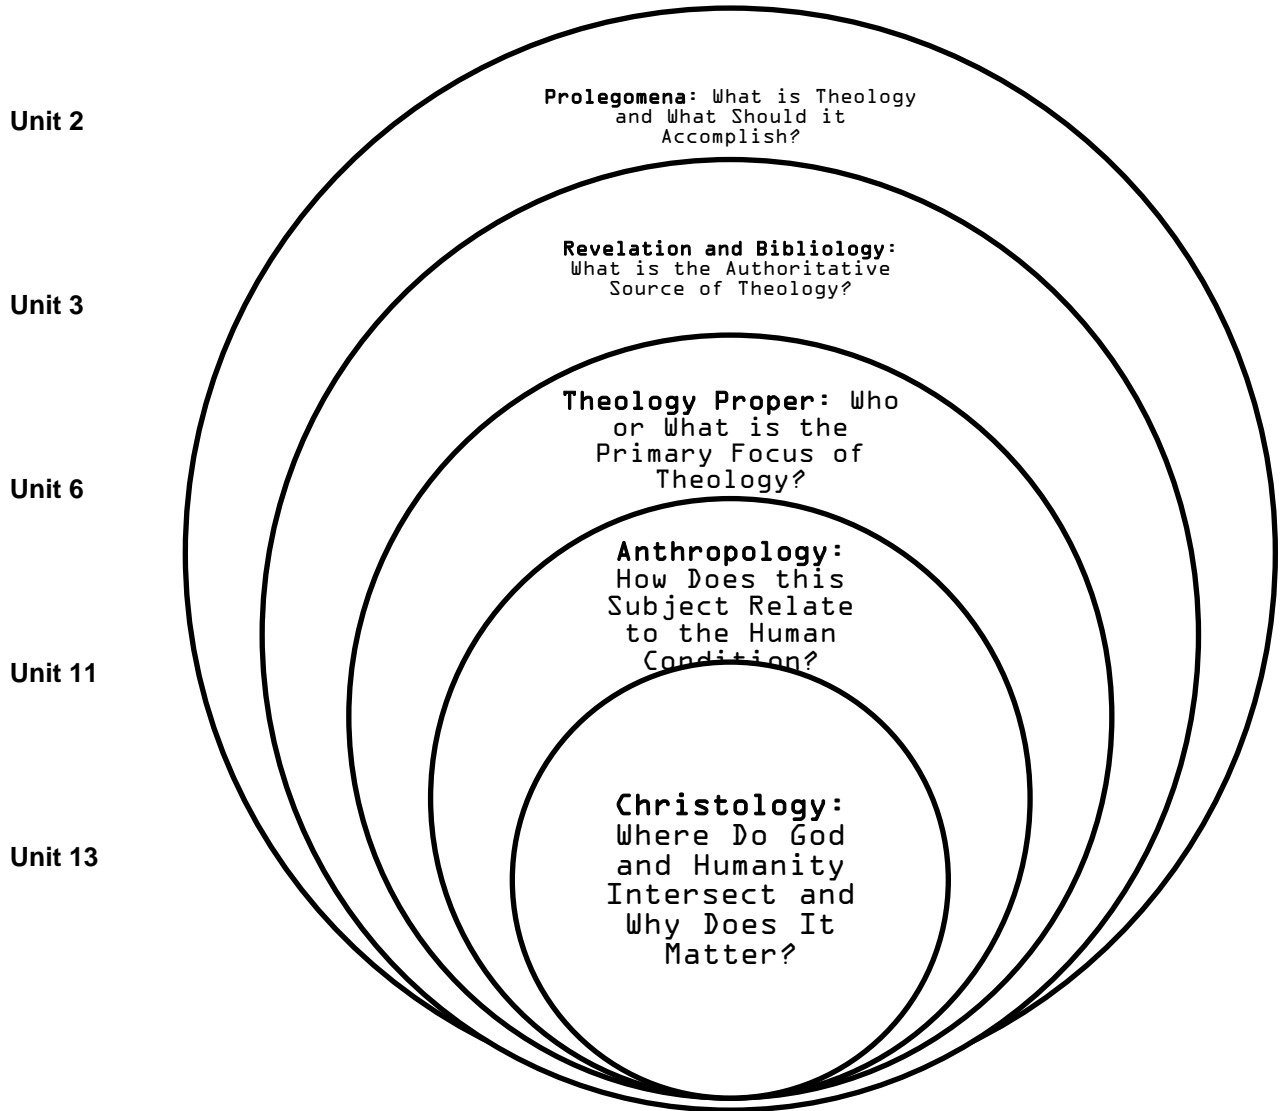 Unit 2
Prolegomena: What is Theology
and What Should it
Accomplish?
Unit 3
Revelation and Bibliology:
What is the Authoritative
Source of Theology?
Unit 6
Theology Proper: Who
or What is the
Primary Focus of
Theology?
Unit 11
Anthropology:
How Does this
Subject Relate
to the Human
Condition?
Unit 13
Christology:
Where Do God
and Humanity
Intersect and
Why Does It
Matter?